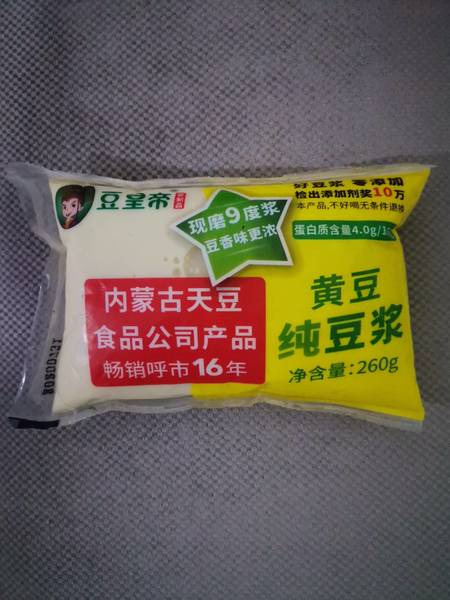 豆皇帝
现磨9度浆
豆香味更浓
好豆浆 零添加
检出添加剂奖10万
本产品,不好喝无条件退换
蛋白质含量4.0g/1
内蒙古天豆
食品公司产品
畅销呼市16年
黄豆
纯豆浆
净含量:260g